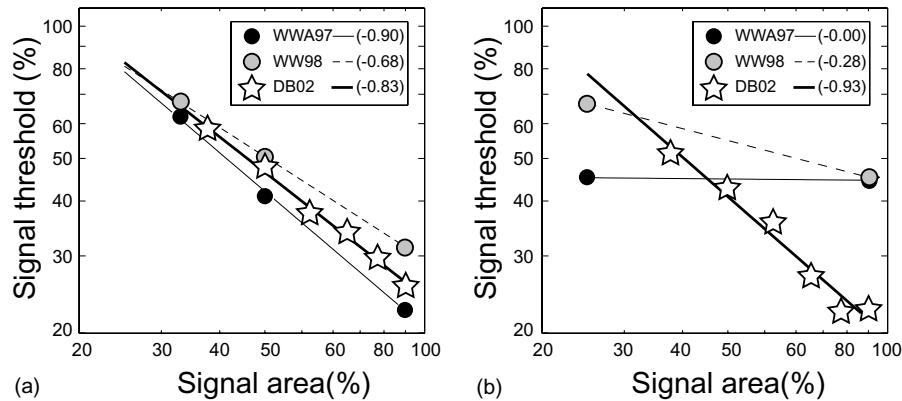 100
80
60
50
40
30
20
Signal threshold (%)
WWA97 (-0.90)
WW98 (-0.68)
DB02 (-0.83)
20 30 40 50 60 80 100
(a) Signal area(%)
100
80
60
50
40
30
20
Signal threshold (%)
WWA97 (-0.00)
WW98 (-0.28)
DB02 (-0.93)
20 40 60 80 100
(b) Signal area(%)